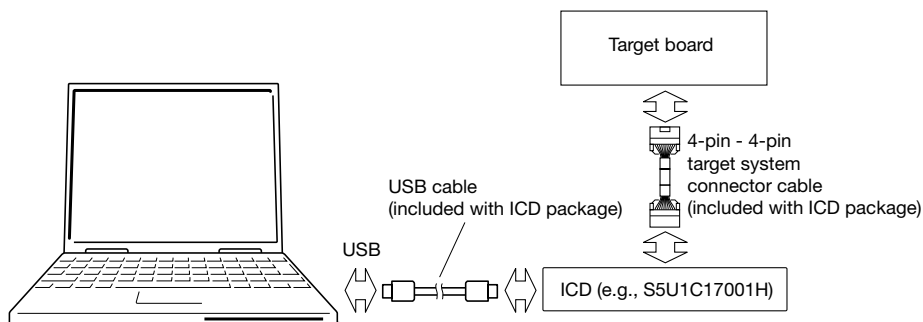 Target board
4-pin - 4-pin
target system
connector cable
(included with ICD package)
USB cable
(included with ICD package)
USB
ICD (e.g., S5U1C17001H)